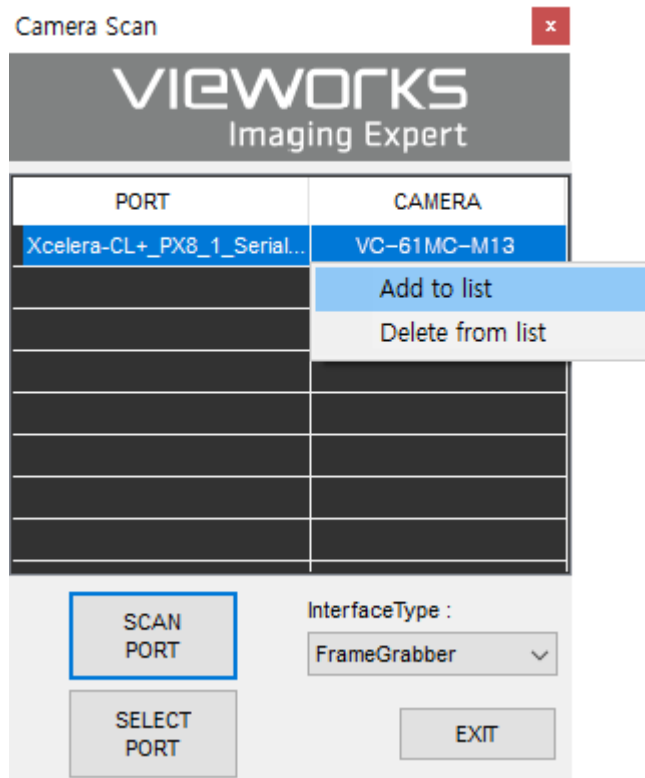 Camera Scan
x
vieworks
Imaging Expert
PORT CAMERA
Xcelera-CL+_PX8_1_Serial... VC-61MC-M13
Add to list
Delete from list
SCAN
PORT
InterfaceType :
FrameGrabber
SELECT
PORT
EXIT